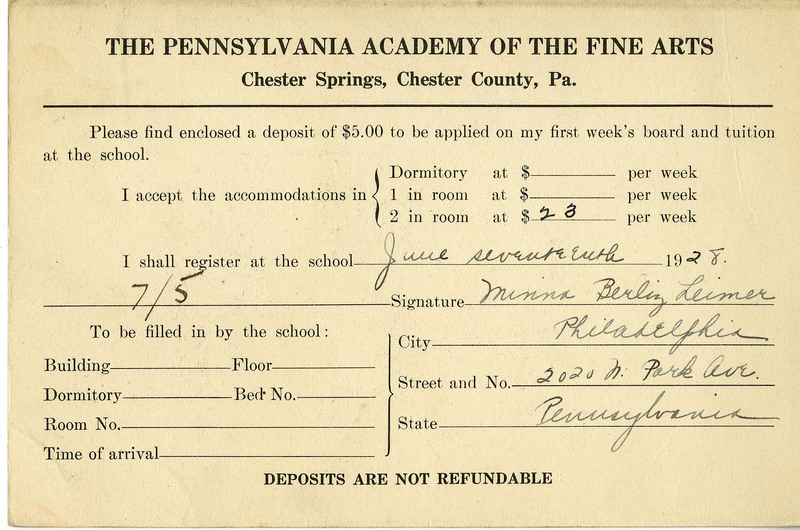 THE PENNSYLVANIA ACADEMY OF THE FINE ARTS
Chester Springs, Chester County, Pa.
Please find enclosed a deposit of $5.00 to be applied on my first week's board and tuition
at the school.
Dormitory at $ per week
I accept the accommodations in 1 in room at $ per week
2 in room at $ 23 per week
I shall register at the school June seventeenth 1928.
7/5
Signature Minna Berliz Leimer
To be filled in by the school:
City Philadelphia
Building Floor
Street and No. 2020 N. Park Ave.
Dormitory Bed No.
State Pennsylvania
Room No.
Time of arrival
DEPOSITS ARE NOT REFUNDABLE